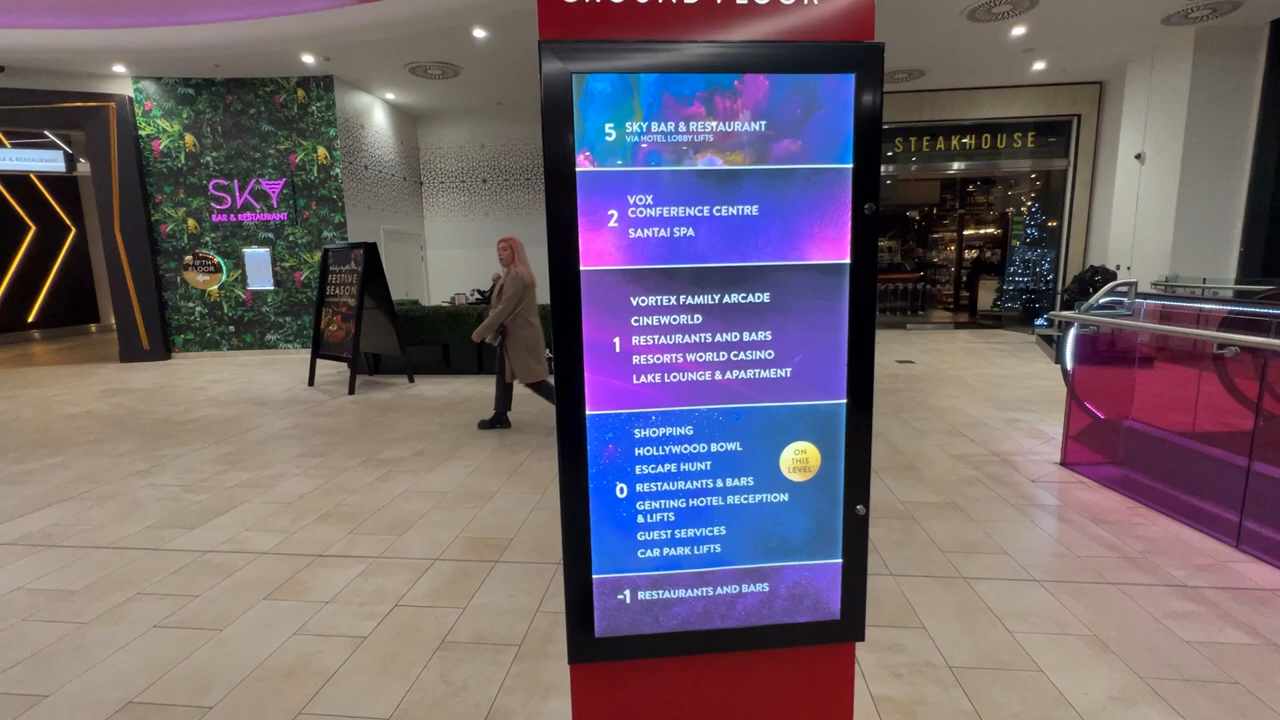 GROUND FLOOR
5 SKY BAR & RESTAURANT
VIA HOTEL LOBBY LIFTS
2 VOX
CONFERENCE CENTRE
SANTAI SPA
VORTEX FAMILY ARCADE
CINEWORLD
1 RESTAURANTS AND BARS
RESORTS WORLD CASINO
LAKE LOUNGE & APARTMENT
SHOPPING
HOLLYWOOD BOWL
ESCAPE HUNT
0 RESTAURANTS & BARS
GENTING HOTEL RECEPTION
& LIFTS
GUEST SERVICES
CAR PARK LIFTS
ON
THIS
LEVEL
-1 RESTAURANTS AND BARS
SKY
BAR & RESTAURANT
FIFTH
FLOOR
& RESTAURANT
FESTIVE
SEASON
STEAKHOUSE